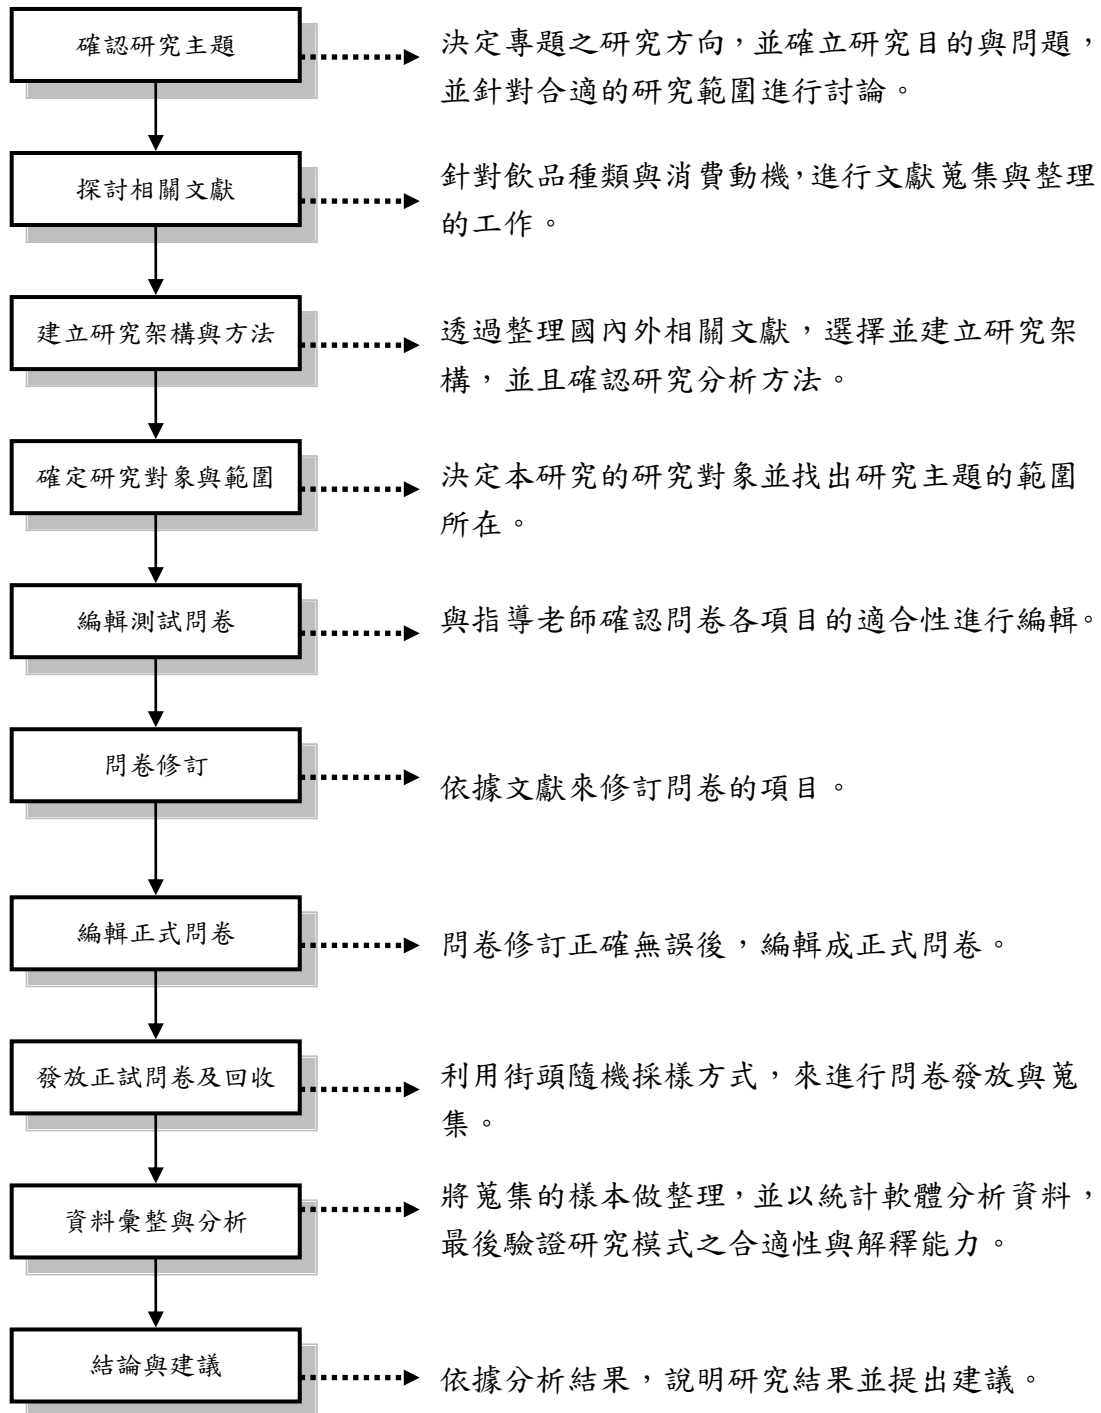 確認研究主題
決定專題之研究方向，並確立研究目的與問題，
並針對合適的研究範圍進行討論。
探討相關文獻
針對飲品種類與消費動機，進行文獻蒐集與整理
的工作。
建立研究架構與方法
透過整理國內外相關文獻，選擇並建立研究架
構，並且確認研究分析方法。
確定研究對象與範圍
決定本研究的研究對象並找出研究主題的範圍
所在。
編輯測試問卷
與指導老師確認問卷各項目的適合性進行編輯。
問卷修訂
依據文獻來修訂問卷的項目。
編輯正式問卷
問卷修訂正確無誤後，編輯成正式問卷。
發放正試問卷及回收
利用街頭隨機採樣方式，來進行問卷發放與蒐
集。
資料彙整與分析
將蒐集的樣本做整理，並以統計軟體分析資料，
最後驗證研究模式之合適性與解釋能力。
結論與建議
依據分析結果，說明研究結果並提出建議。